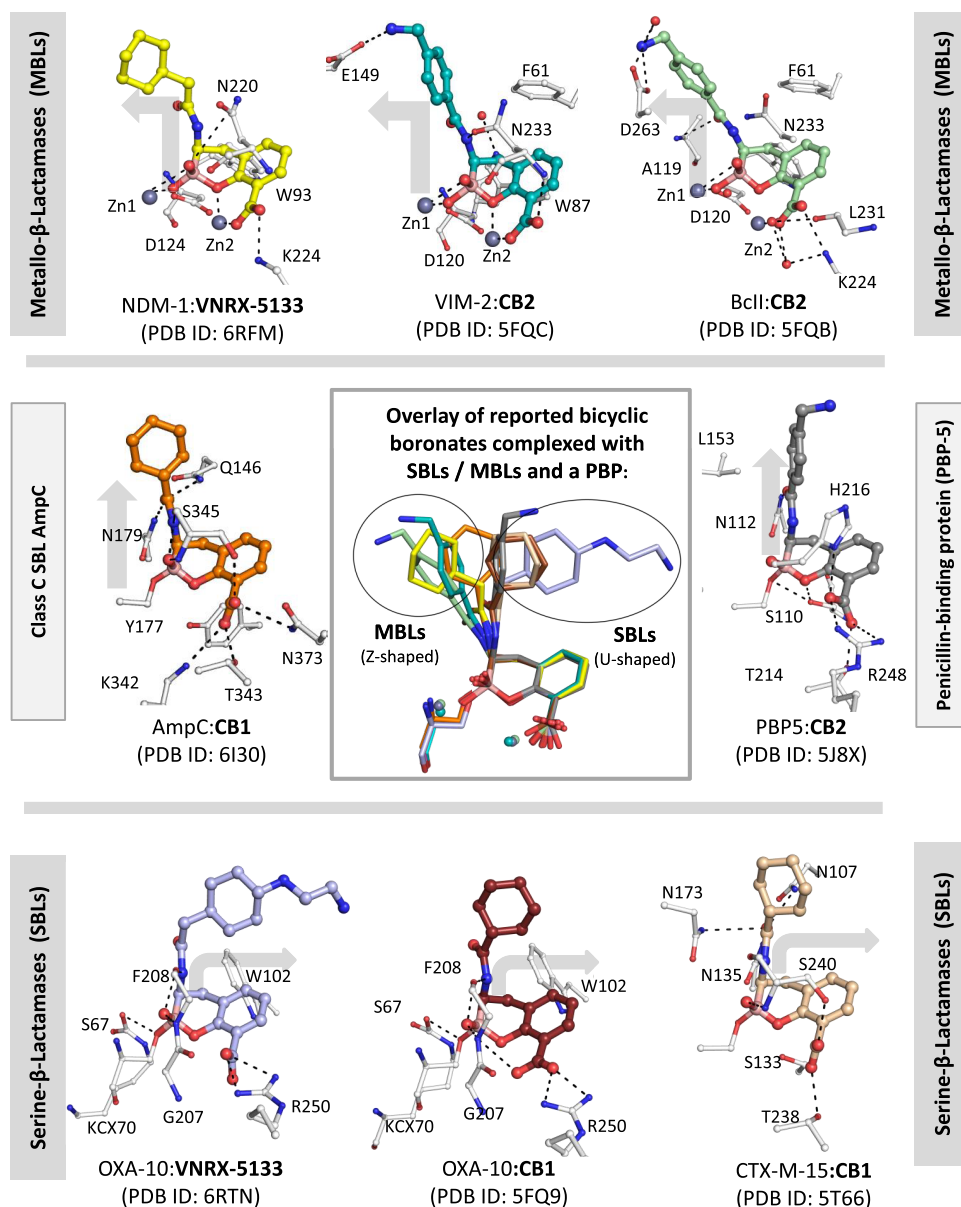 Metallo-β-Lactamases (MBLs)
N220
Zn1
W93
D124
Zn2
K224
NDM-1:VNRX-5133
(PDB ID: 6RFM)
E149
F61
N233
Zn1
W87
D120
Zn2
VIM-2:CB2
(PDB ID: 5FQC)
F61
D263
N233
A119
Zn1
D120
L231
Zn2
K224
BcII:CB2
(PDB ID: 5FQB)
Metallo-β-Lactamases (MBLs)
Class C SBL AmpC
Q146
S345
N179
Y177
N373
K342
T343
AmpC:CB1
(PDB ID: 6I30)
Overlay of reported bicyclic
boronates complexed with
SBLs / MBLs and a PBP:
MBLs
(Z-shaped)
SBLs
(U-shaped)
L153
H216
N112
S110
T214
R248
PBP5:CB2
(PDB ID: 5J8X)
Penicillin-binding protein (PBP-5)
Serine-β-Lactamases (SBLs)
F208
W102
S67
G207
R250
KCX70
OXA-10:VNRX-5133
(PDB ID: 6RTN)
F208
W102
S67
G207
KCX70
R250
OXA-10:CB1
(PDB ID: 5FQ9)
N107
N173
N135
S240
S133
T238
CTX-M-15:CB1
(PDB ID: 5T66)
Serine-β-Lactamases (SBLs)